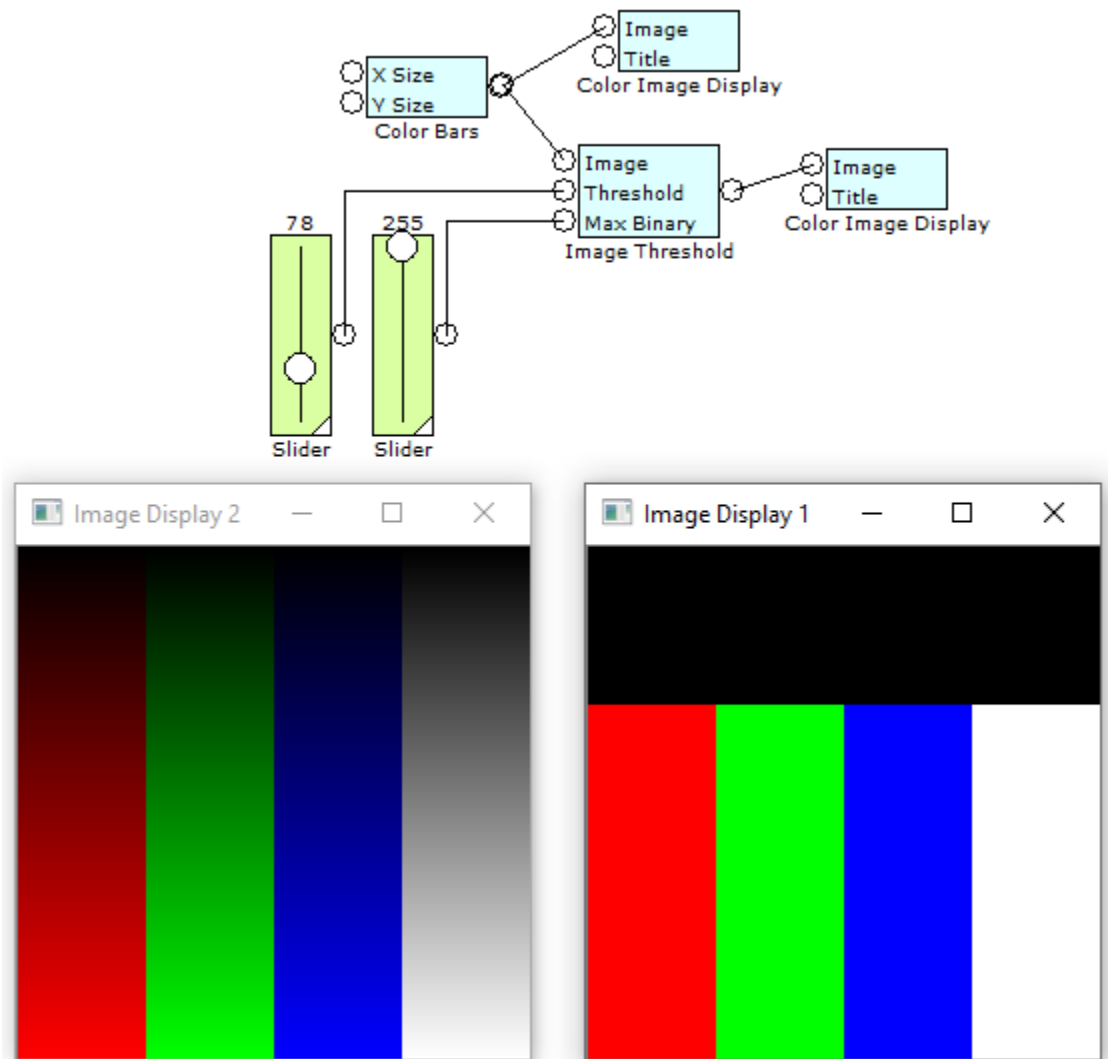 Image
Title
Color Image Display
X Size
Y Size
Color Bars
Image
Threshold
Max Binary
Image Threshold
Image
Title
Color Image Display
78
255
Slider
Slider
Image Display 2
Image Display 1